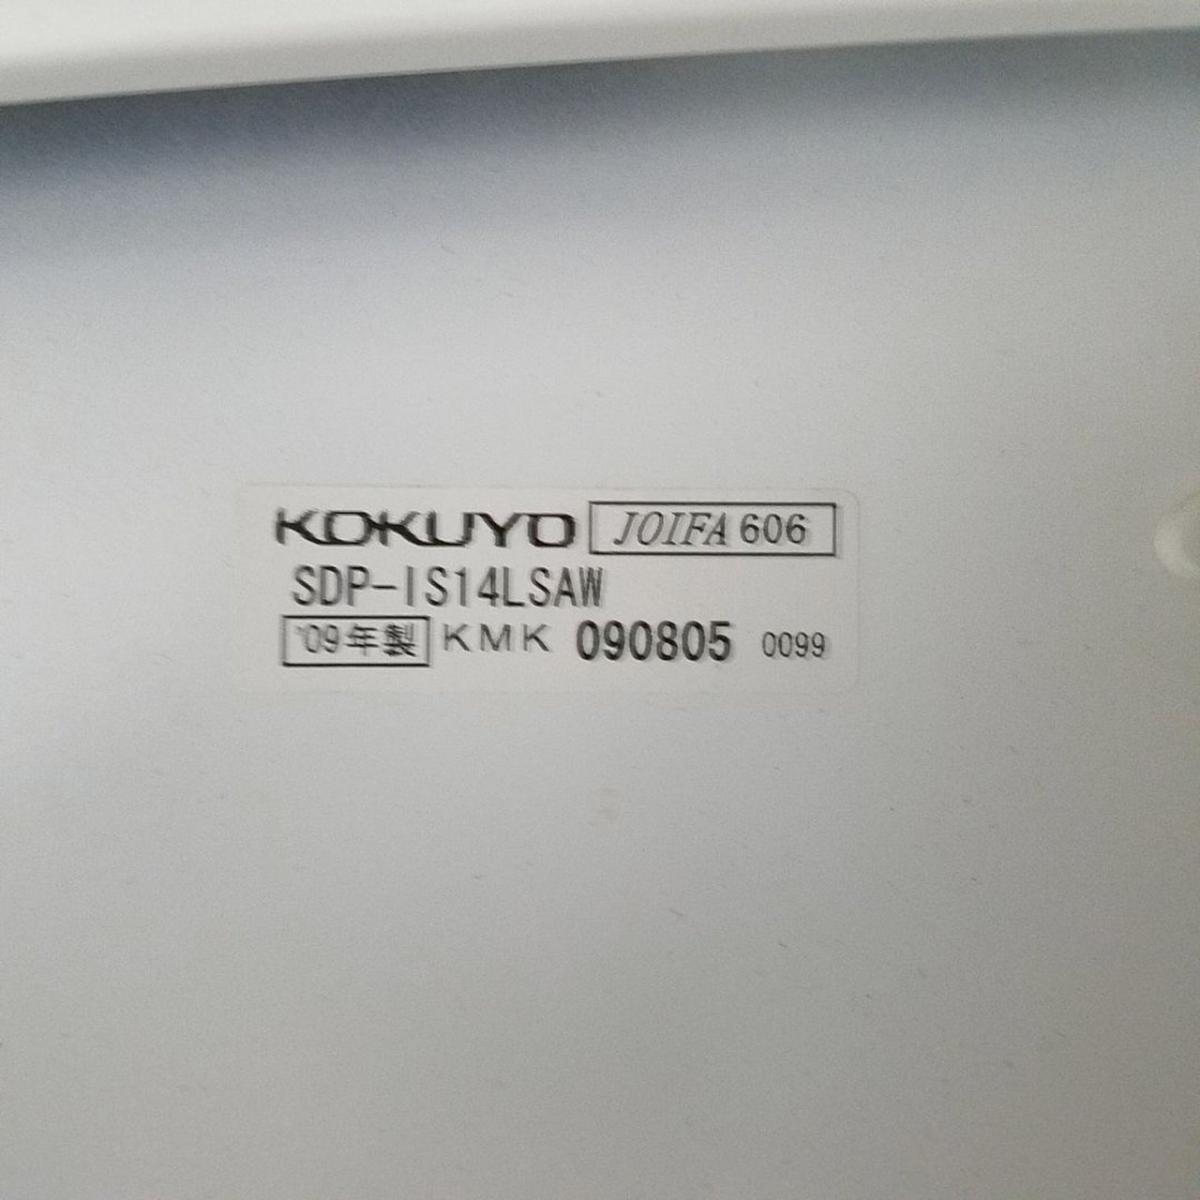 KOKUYO JOIFA 606
SDP-IS14LSAW
'09年製 KMK 090805 0099